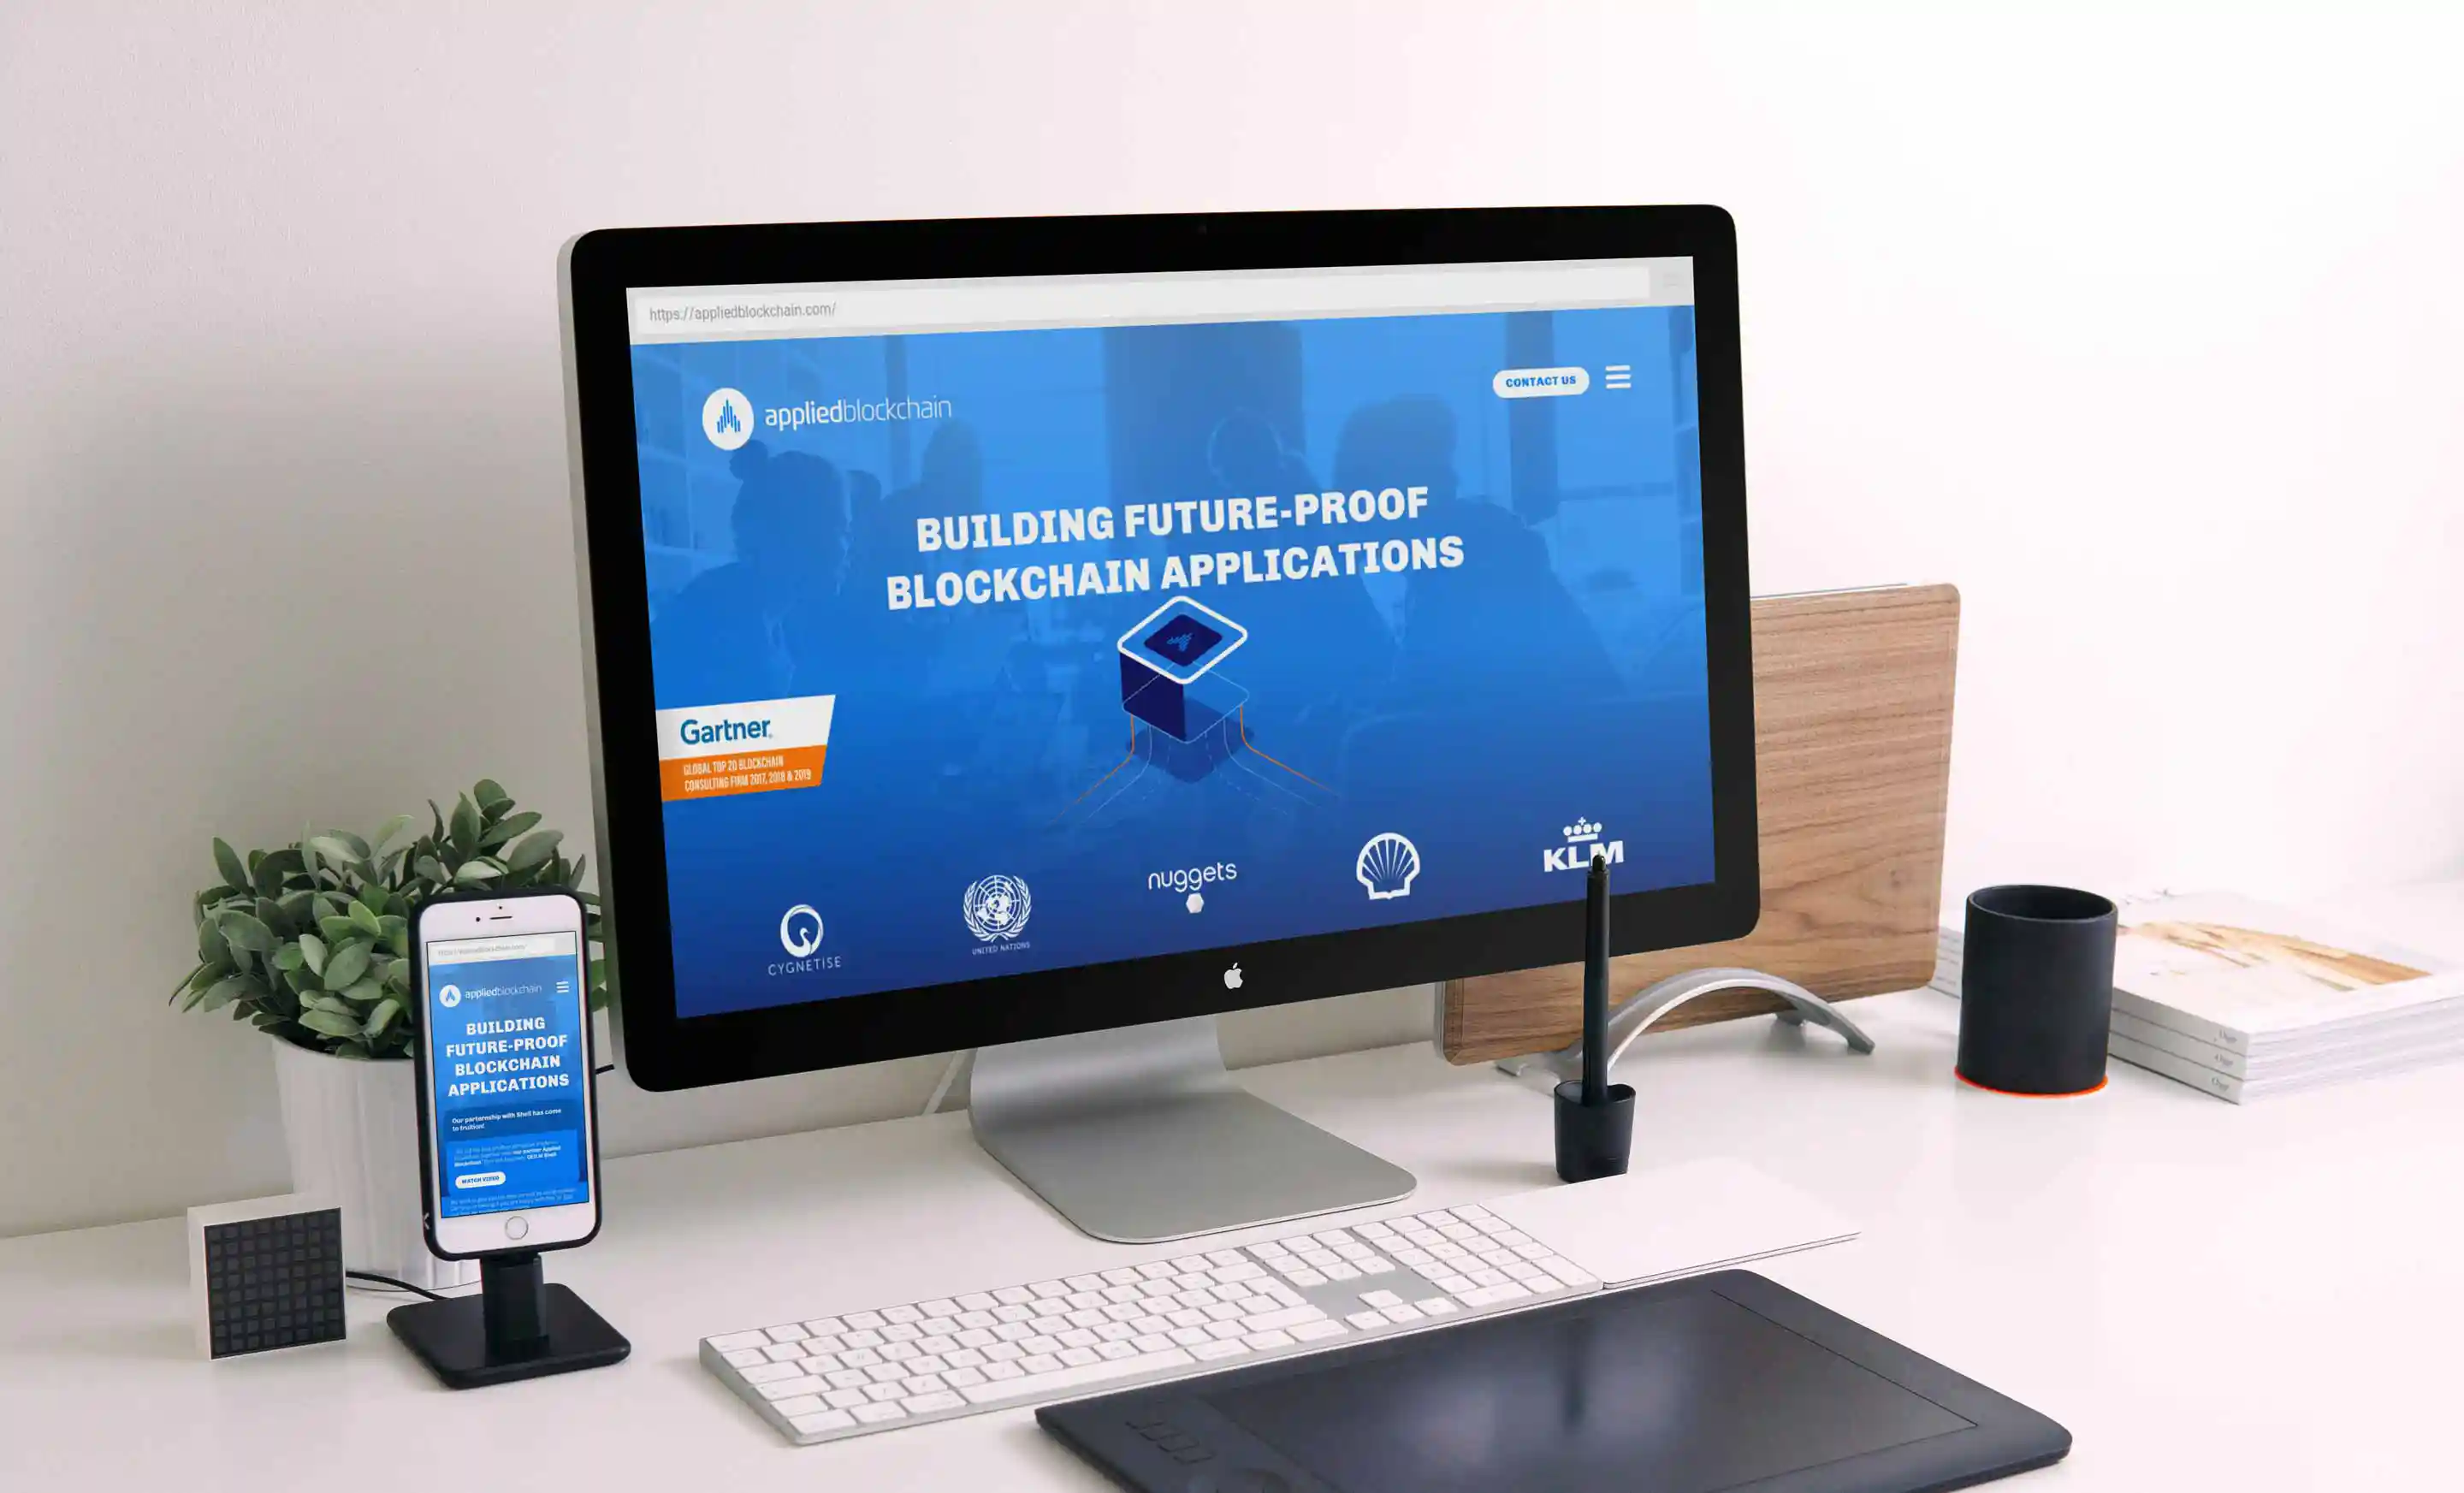 https://appliedblockchain.com/
appliedblockchain
CONTACT US
BUILDING FUTURE-PROOF
BLOCKCHAIN APPLICATIONS
Gartner
GLOBAL TOP 20 BLOCKCHAIN
CONSULTING FIRM 2017, 2018 & 2019
CYGNETISE
UNITED NATIONS
nuggets
KLM
appliedblockchain
BUILDING
FUTURE-PROOF
BLOCKCHAIN
APPLICATIONS
Our parternship with Shell has come
to fruition!
WATCH VIDEO